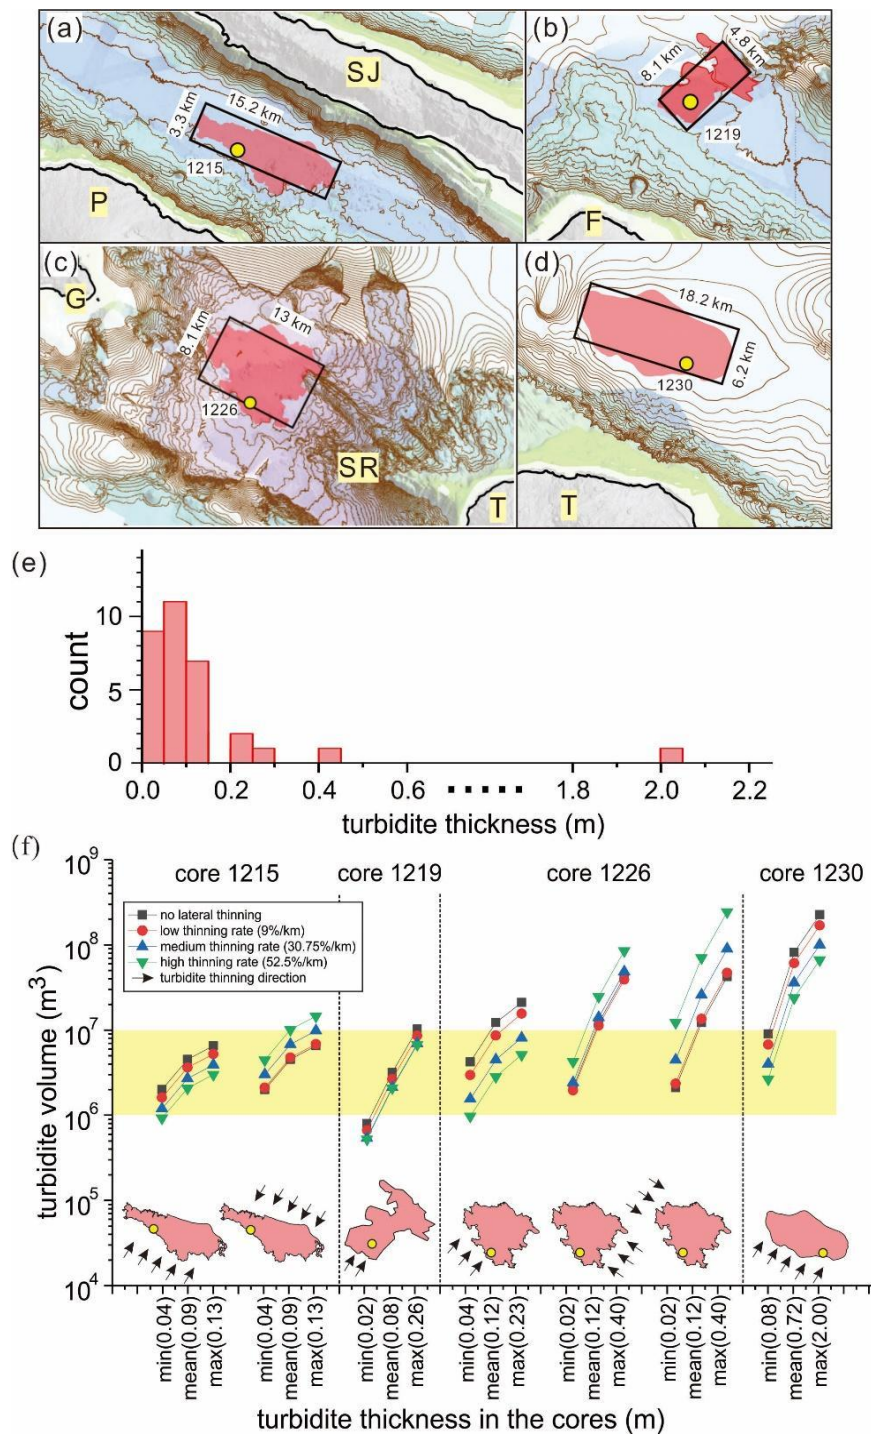 (a)
SJ
15.2 km
3.3 km
1215
P
(b)
4.8 km
8.1 km
1219
F
(c)
G
13 km
8.1 km
1226
SR
T
(d)
18.2 km
6.2 km
1230
T
(e)
count
10
5
0
0.0 0.2 0.4 0.6 1.8 2.0 2.2
turbidite thickness (m)
(f)
turbidite volume (m³)
10⁹
10⁸
10⁷
10⁶
10⁵
10⁴
core 1215 core 1219 core 1226 core 1230
no lateral thinning
low thinning rate (9%/km)
medium thinning rate (30.75%/km)
high thinning rate (52.5%/km)
turbidite thinning direction
min(0.04)
mean(0.09)
max(0.13)
min(0.04)
mean(0.09)
max(0.13)
min(0.02)
mean(0.08)
max(0.26)
min(0.04)
mean(0.12)
max(0.23)
min(0.02)
mean(0.12)
max(0.40)
min(0.02)
mean(0.12)
max(0.40)
min(0.08)
mean(0.72)
max(2.00)
turbidite thickness in the cores (m)